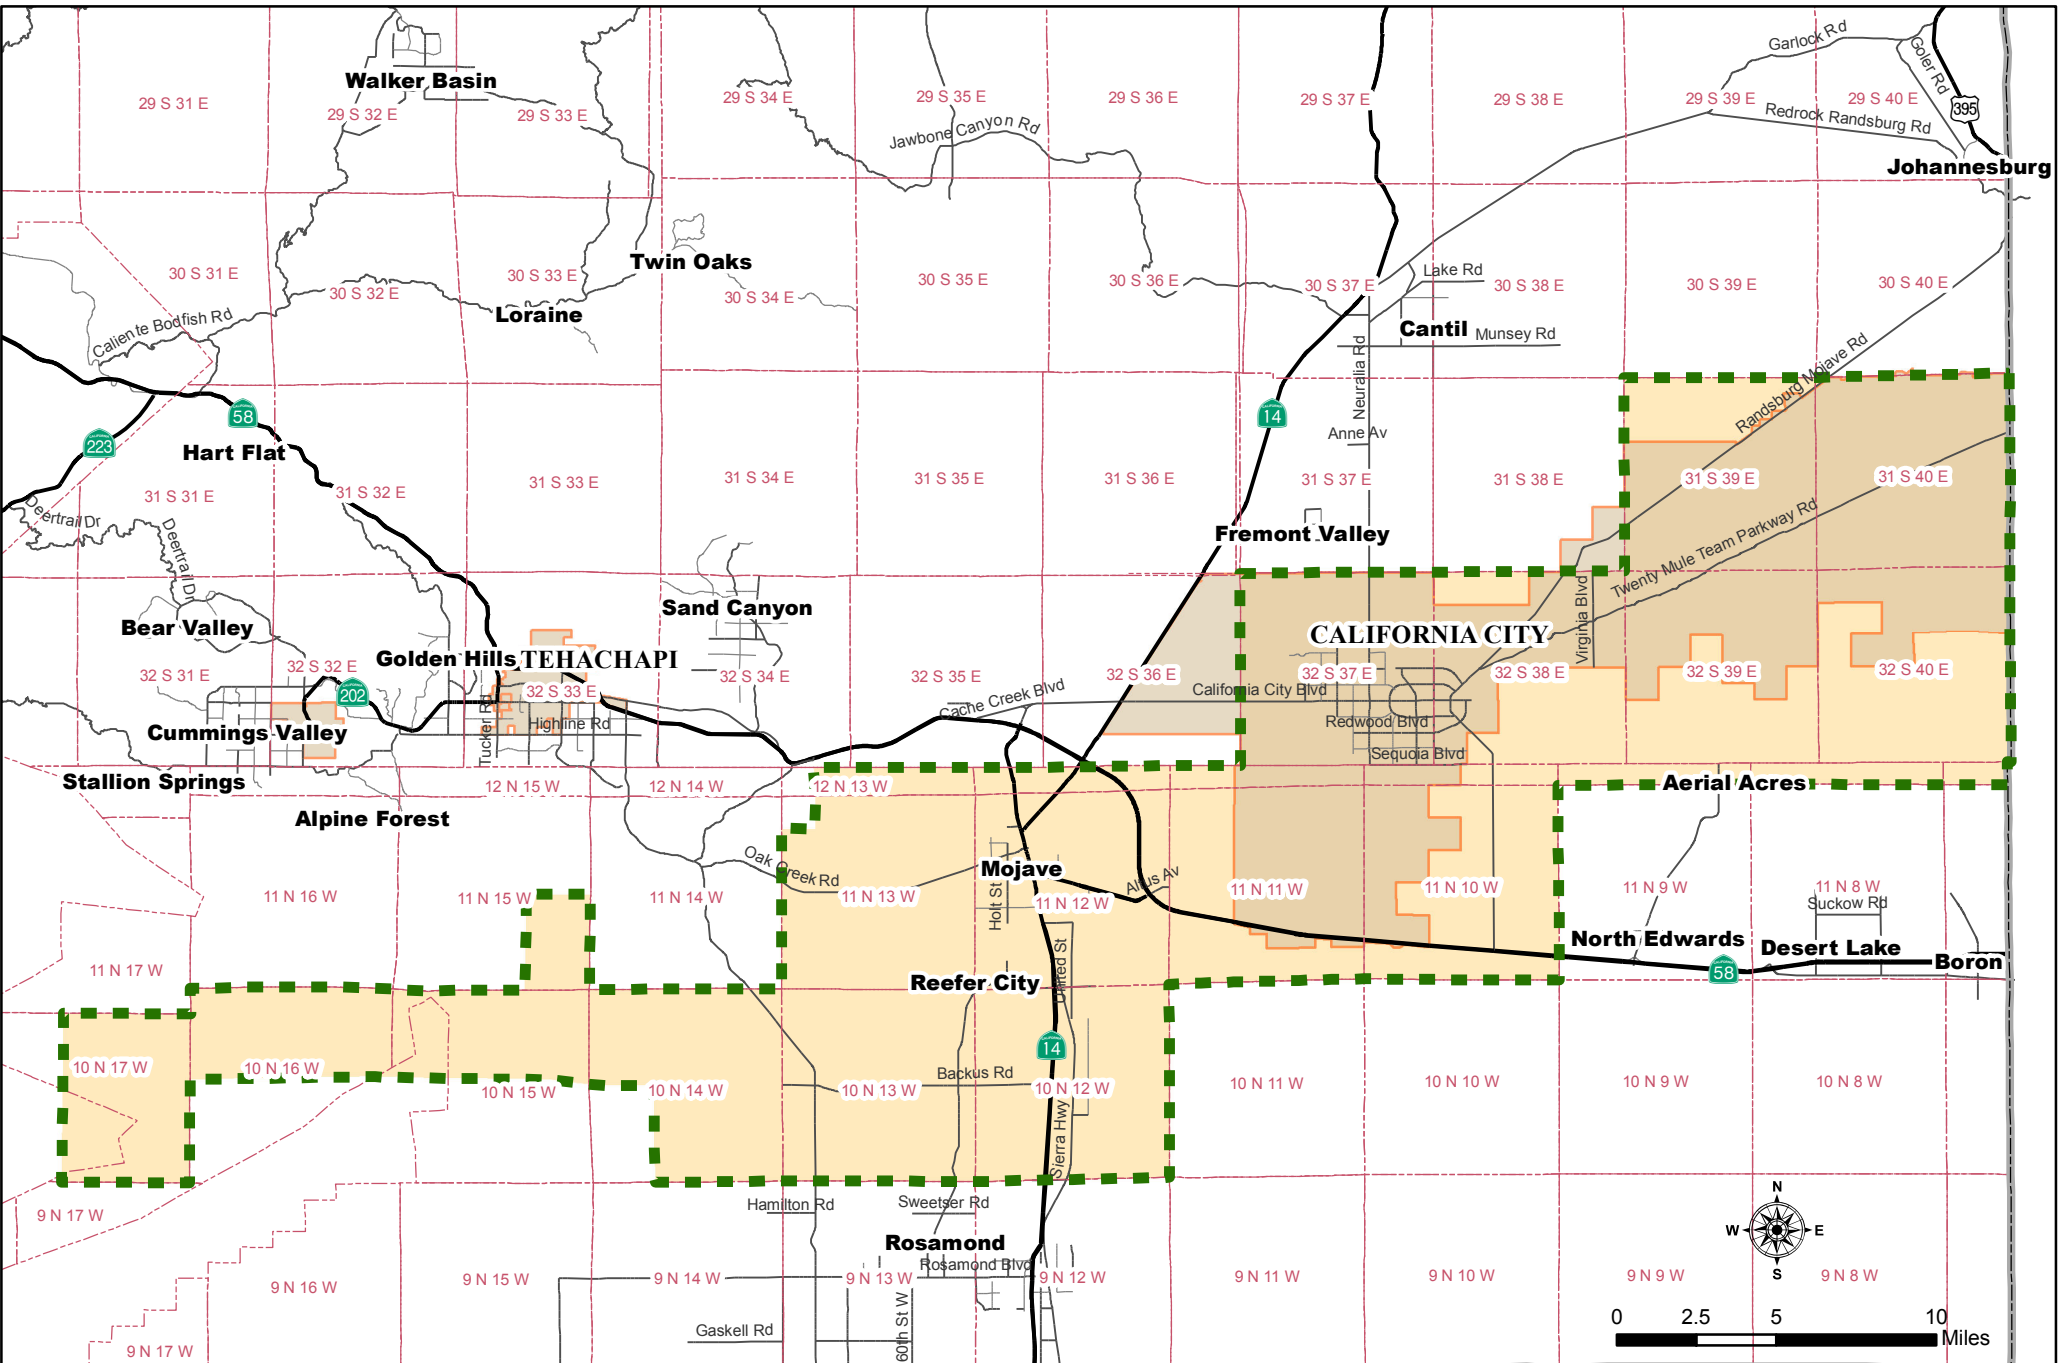 Garlock Rd
Goler Rd
395
Walker Basin
29 S 31 E
29 S 32 E
29 S 33 E
29 S 34 E
29 S 35 E
29 S 36 E
29 S 37 E
29 S 38 E
29 S 39 E
29 S 40 E
Jawbone Canyon Rd
Redrock Randsburg Rd
Johannesburg
Twin Oaks
30 S 31 E
30 S 32 E
30 S 33 E
30 S 34 E
30 S 35 E
30 S 36 E
30 S 37 E
Lake Rd
30 S 38 E
30 S 39 E
30 S 40 E
Caliente Bodfish Rd
Loraine
Cantil
Munsey Rd
Neuralia Rd
Randsburg Mojave Rd
58
14
223
Anne Av
Hart Flat
31 S 31 E
31 S 32 E
31 S 33 E
31 S 34 E
31 S 35 E
31 S 36 E
31 S 37 E
31 S 38 E
31 S 39 E
31 S 40 E
Deertrail Dr
Deertrail Dr
Fremont Valley
Twenty Mule Team Parkway Rd
Sand Canyon
Bear Valley
CALIFORNIA CITY
Virginia Blvd
Golden Hills
TEHACHAPI
32 S 31 E
32 S 32 E
32 S 33 E
32 S 34 E
32 S 35 E
32 S 36 E
32 S 37 E
32 S 38 E
32 S 39 E
32 S 40 E
202
Cache Creek Blvd
California City Blvd
Tucker Rd
Highline Rd
Redwood Blvd
Cummings Valley
Sequoia Blvd
Stallion Springs
12 N 15 W
12 N 14 W
12 N 13 W
Aerial Acres
Alpine Forest
Oak Creek Rd
Mojave
Altus Av
11 N 16 W
11 N 15 W
11 N 14 W
11 N 13 W
Holt St
11 N 12 W
11 N 11 W
11 N 10 W
11 N 9 W
11 N 8 W
Suckow Rd
North Edwards
Desert Lake
Boron
58
11 N 17 W
Reefer City
United St
14
10 N 17 W
10 N 16 W
10 N 15 W
10 N 14 W
Backus Rd
10 N 13 W
10 N 12 W
10 N 11 W
10 N 10 W
10 N 9 W
10 N 8 W
Sierra Hwy
Hamilton Rd
Sweetser Rd
9 N 17 W
Rosamond
Rosamond Blvd
N
W
E
S
9 N 16 W
9 N 15 W
9 N 14 W
9 N 13 W
9 N 12 W
9 N 11 W
9 N 10 W
9 N 9 W
9 N 8 W
60th St W
Gaskell Rd
9 N 17 W
0 2.5 5 10
Miles